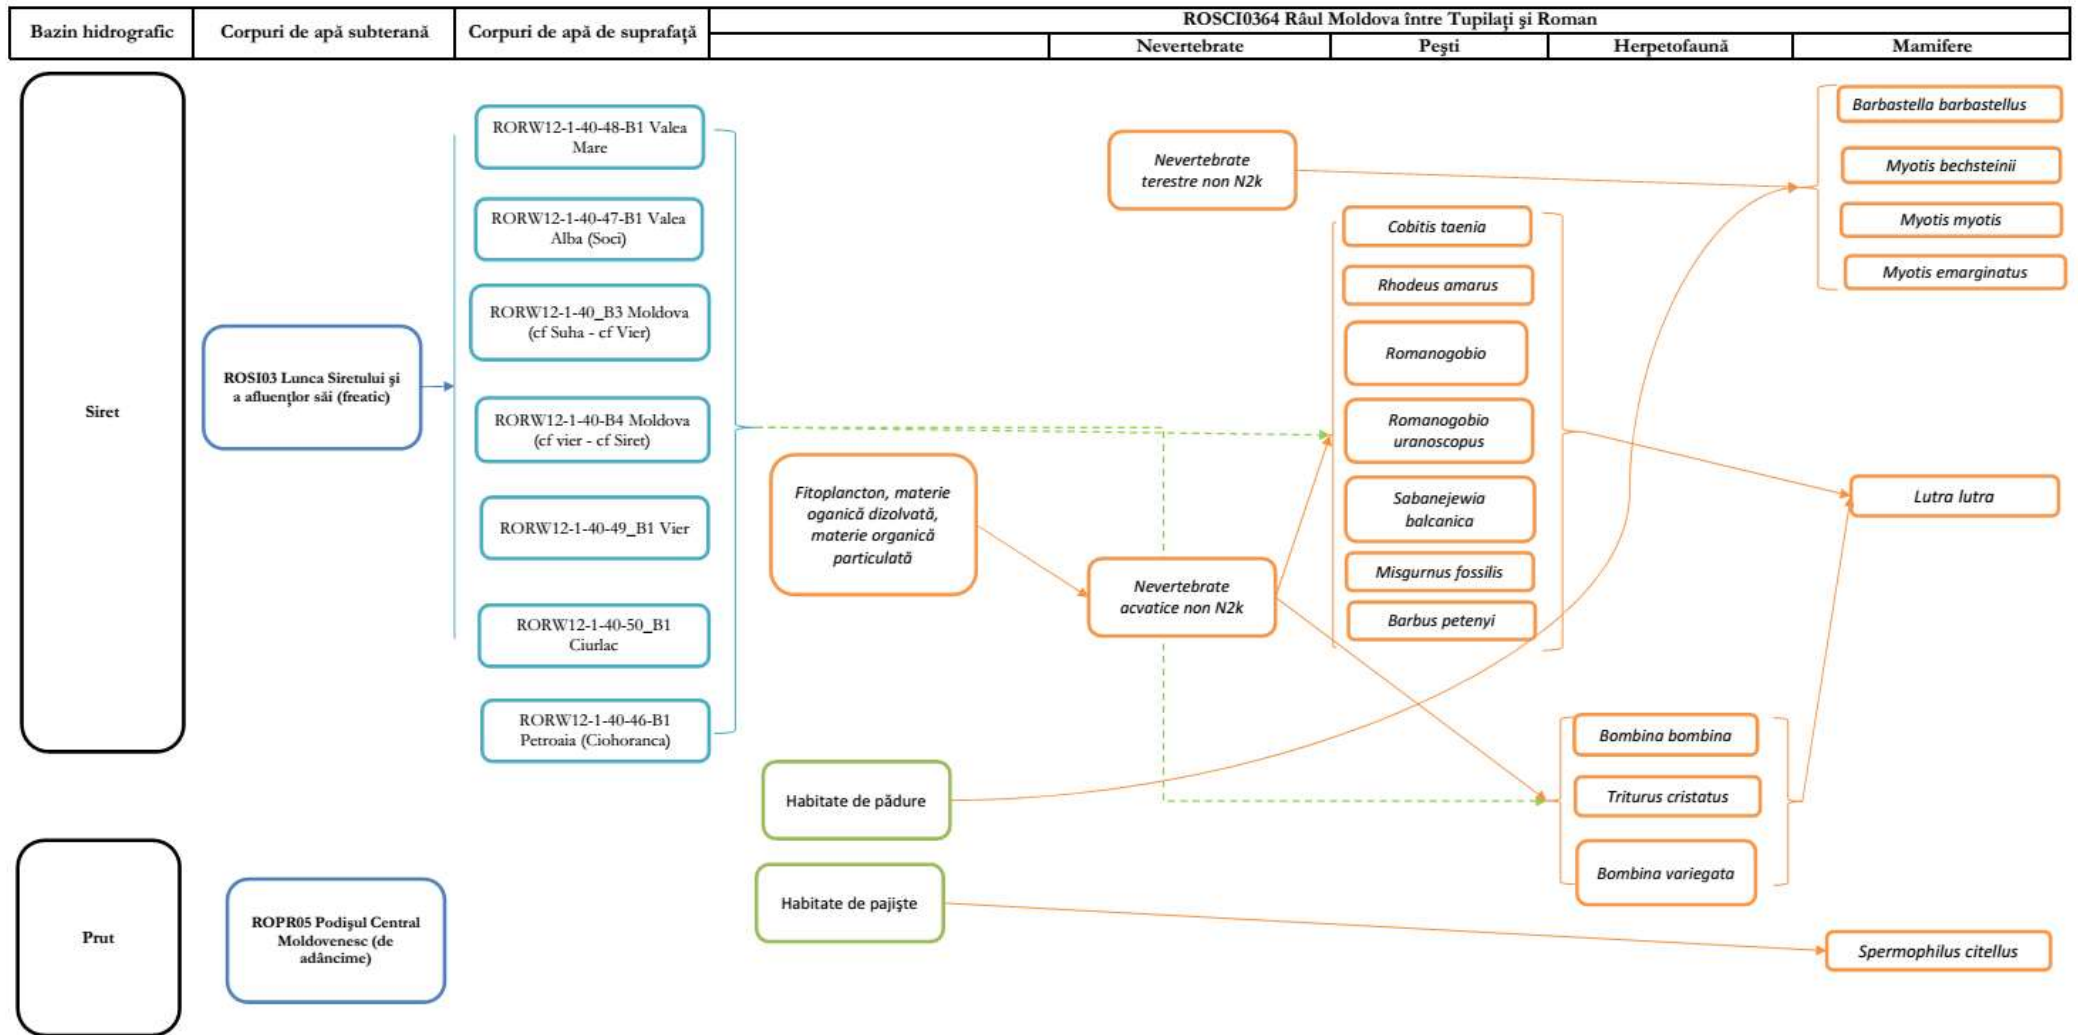 ROSCI0364 Râul Moldova între Tupilați și Roman
Bazin hidrografic
Corpuri de apă subterană
Corpuri de apă de suprafață
Nevertebrate
Pești
Herpetofaună
Mamifere
Siret
ROSI03 Lunca Siretului și
a afluenților săi (freatic)
RORW12-1-40-48-B1 Valea
Mare
RORW12-1-40-47-B1 Valea
Alba (Soci)
RORW12-1-40_B3 Moldova
(cf Suha - cf Vier)
RORW12-1-40-B4 Moldova
(cf vier - cf Siret)
RORW12-1-40-49_B1 Vier
RORW12-1-40-50_B1
Ciurlac
RORW12-1-40-46-B1
Petroaia (Ciohoranca)
Fitoplancton, materie
oganică dizolvată,
materie organică
particulată
Habitate de pădure
Habitate de pajiște
Nevertebrate
terestre non N2k
Nevertebrate
acvatice non N2k
Cobitis taenia
Rhodeus amarus
Romanogobio
Romanogobio
uranoscopus
Sabanejewia
balcanica
Misgurnus fossilis
Barbus petenyi
Bombina bombina
Triturus cristatus
Bombina variegata
Barbastella barbastellus
Myotis bechsteinii
Myotis myotis
Myotis emarginatus
Lutra lutra
Spermophilus citellus
Prut
ROPR05 Podișul Central
Moldovenesc (de
adâncime)